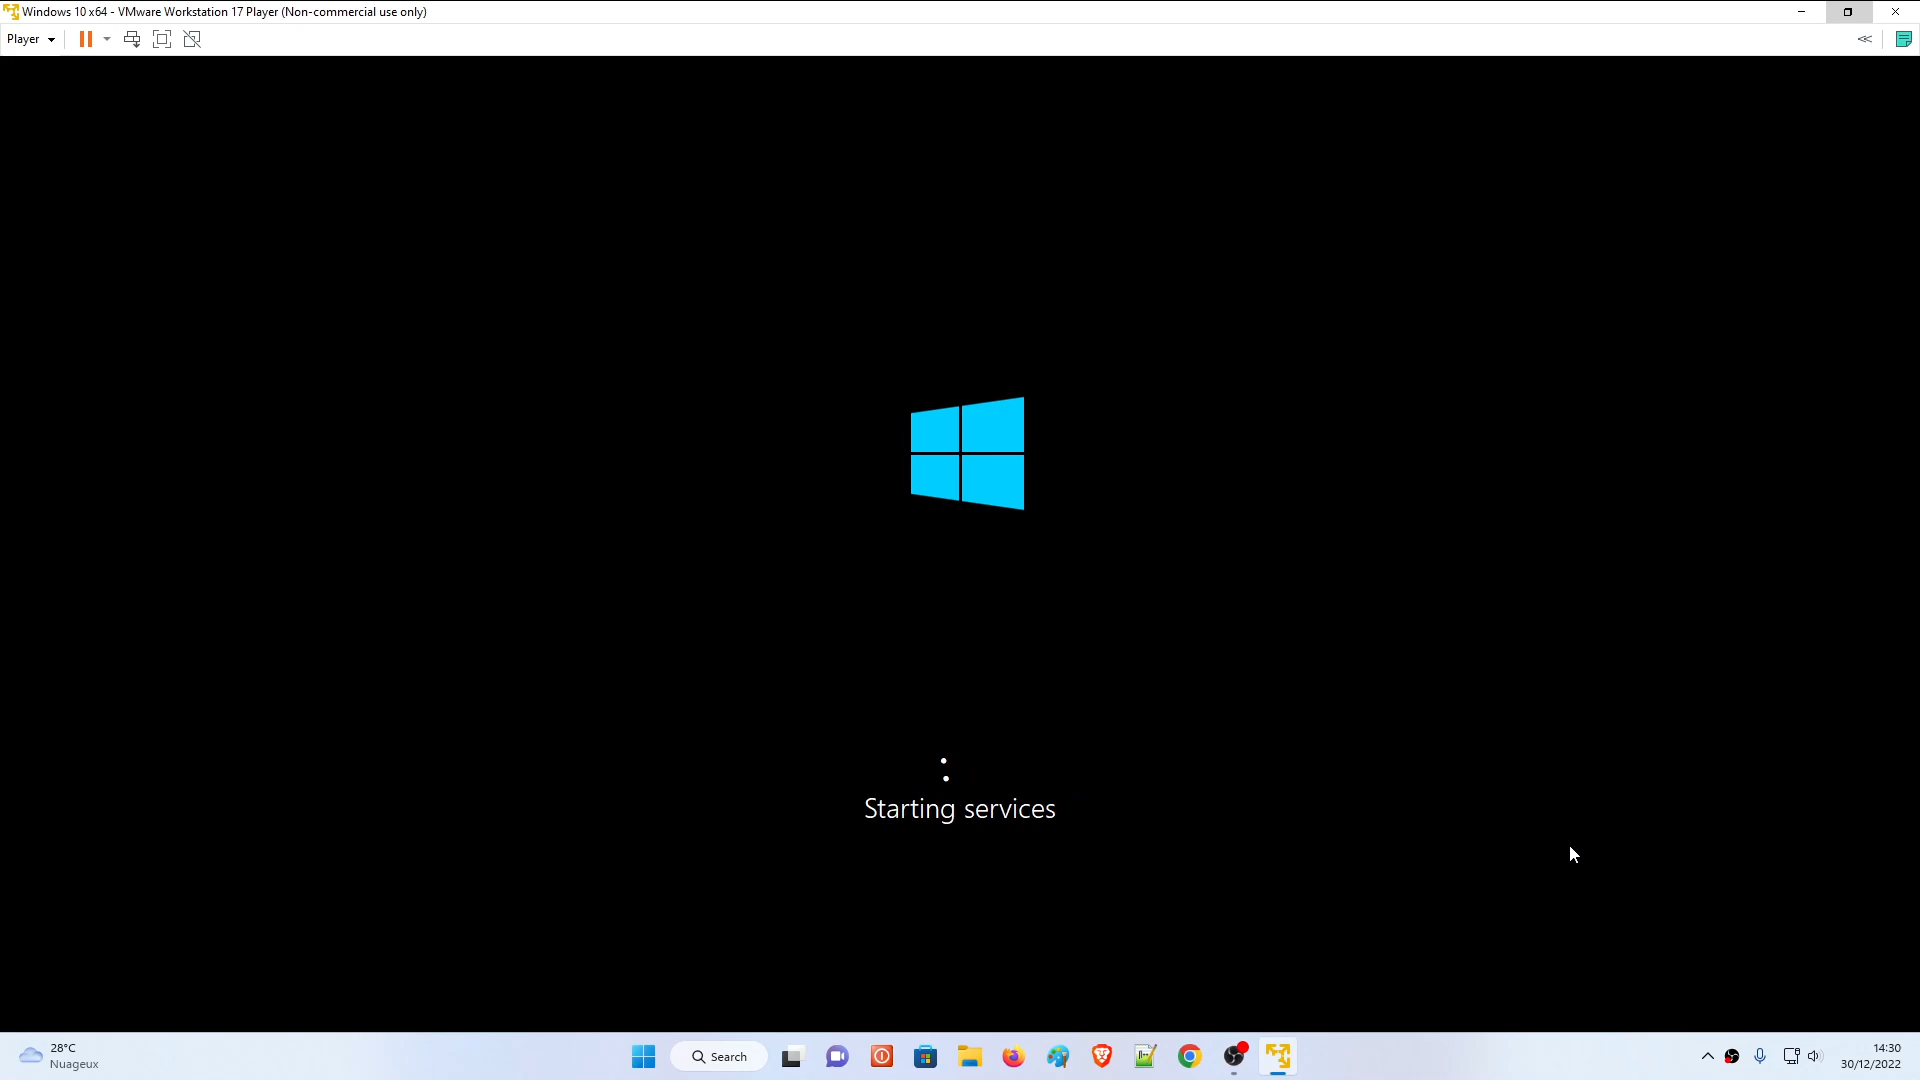 Windows 10 x64 - VMware Workstation 17 Player (Non-commercial use only)
Player
Starting services
28°C
Nuageux
Search
14:30
30/12/2022